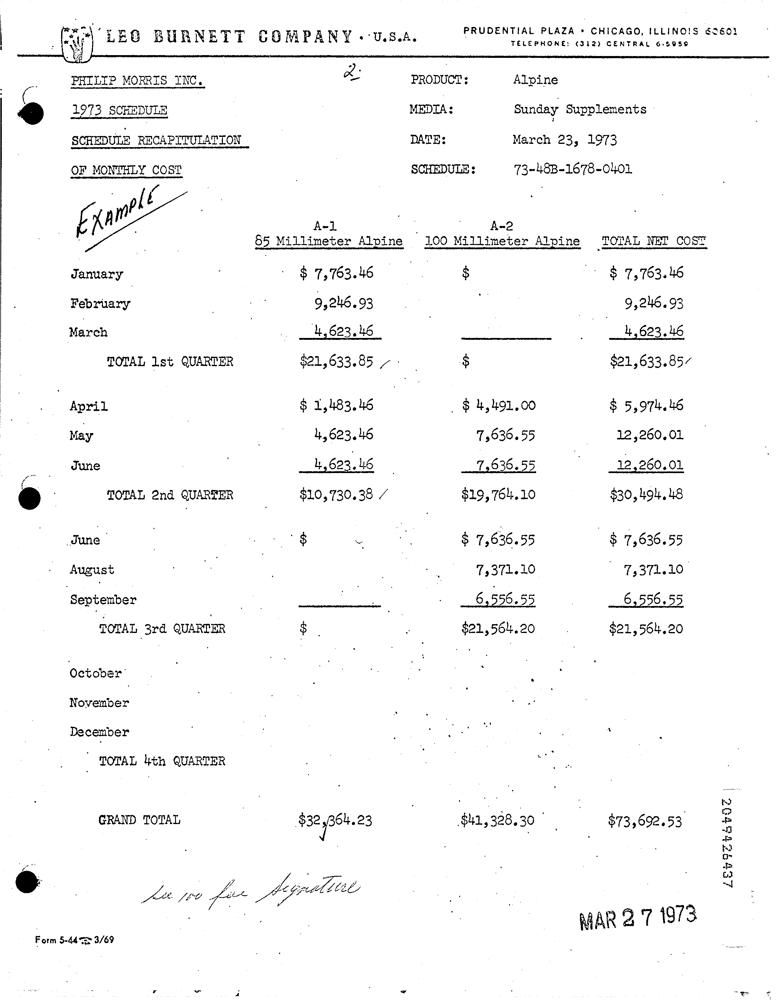 LEO BURNETT COMPANY · U.S.A.
PRUDENTIAL PLAZA • CHICAGO, ILLINOIS 60601
TELEPHONE: (312) CENTRAL 6-5959
2.
PHILIP MORRIS INC. PRODUCT: Alpine
1973 SCHEDULE MEDIA: Sunday Supplements
SCHEDULE RECAPITULATION DATE: March 23, 1973
OF MONTHLY COST SCHEDULE: 73-48B-1678-0401
EXAMPLE
A-1 A-2
85 Millimeter Alpine 100 Millimeter Alpine TOTAL NET COST
January $ 7,763.46 $ $ 7,763.46
February 9,246.93 9,246.93
March 4,623.46 4,623.46
TOTAL 1st QUARTER $21,633.85 $ $21,633.85
April $ 1,483.46 $ 4,491.00 $ 5,974.46
May 4,623.46 7,636.55 12,260.01
June 4,623.46 7,636.55 12,260.01
TOTAL 2nd QUARTER $10,730.38 $19,764.10 $30,494.48
June $ $ 7,636.55 $ 7,636.55
August 7,371.10 7,371.10
September 6,556.55 6,556.55
TOTAL 3rd QUARTER $ $21,564.20 $21,564.20
October
November
December
TOTAL 4th QUARTER
GRAND TOTAL $32,364.23 $41,328.30 $73,692.53
2049426437
for Signature
MAR 27 1973
Form 5-44 3/69